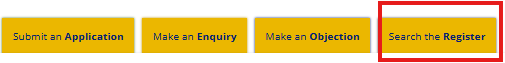 Submit an Application
Make an Enquiry
Make an Objection
Search the Register